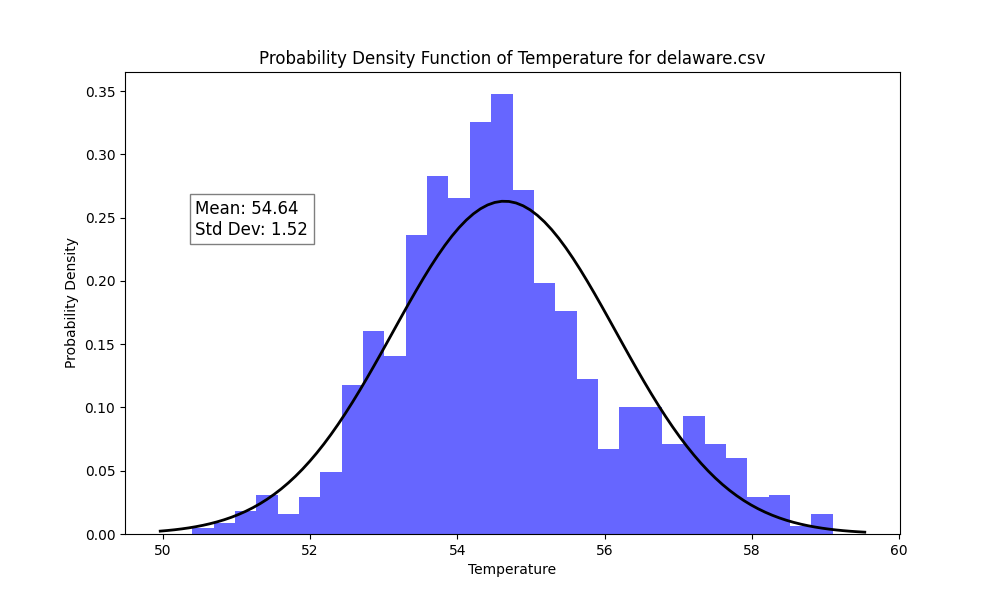 Probability Density Function of Temperature for delaware.csv
0.35
0.30
0.25
0.20
0.15
0.10
0.05
0.00
Probability Density
Mean: 54.64
Std Dev: 1.52
50 52 54 56 58 60
Temperature